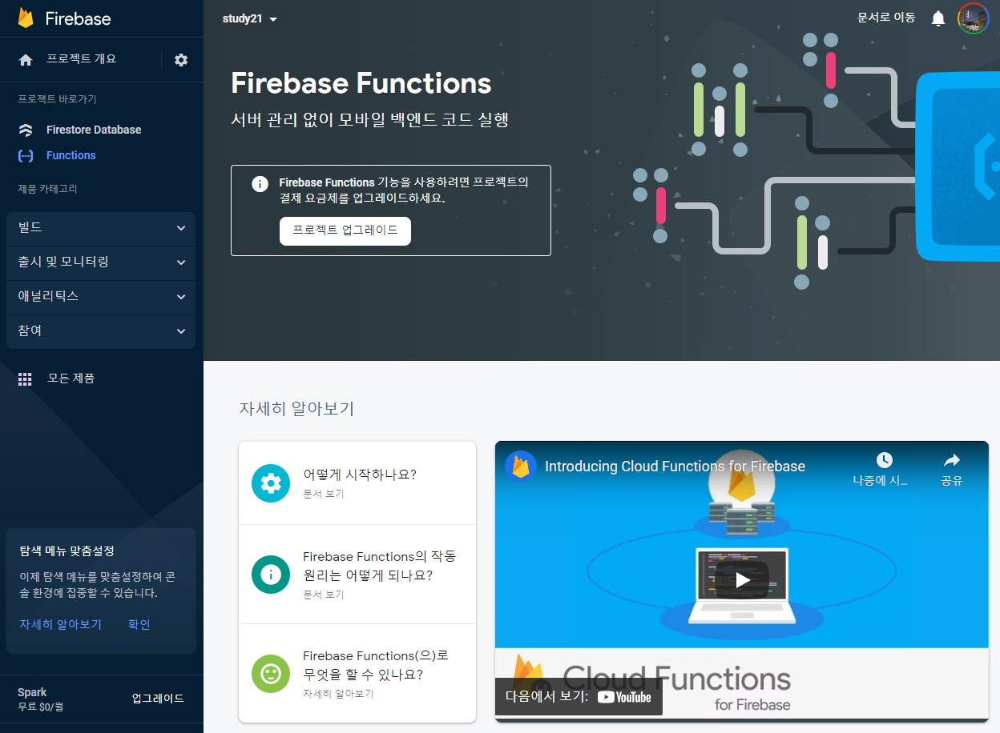 Firebase
프로젝트 개요
프로젝트 바로가기
Firestore Database
Functions
제품 카테고리
빌드
출시 및 모니터링
애널리틱스
참여
모든 제품
탐색 메뉴 맞춤설정
이제 탐색 메뉴를 맞춤설정하여 콘
솔 환경에 집중할 수 있습니다.
자세히 알아보기 확인
Spark
무료 $0/월
업그레이드
study21
문서로 이동
Firebase Functions
서버 관리 없이 모바일 백엔드 코드 실행
Firebase Functions 기능을 사용하려면 프로젝트의
결제 요금제를 업그레이드하세요.
프로젝트 업그레이드
자세히 알아보기
어떻게 시작하나요?
문서 보기
Firebase Functions의 작동
원리는 어떻게 되나요?
문서 보기
Firebase Functions(으)로
무엇을 할 수 있나요?
자세히 알아보기
Introducing Cloud Functions for Firebase
나중에 시...
공유
Cloud Functions
for Firebase
다음에서 보기: YouTube